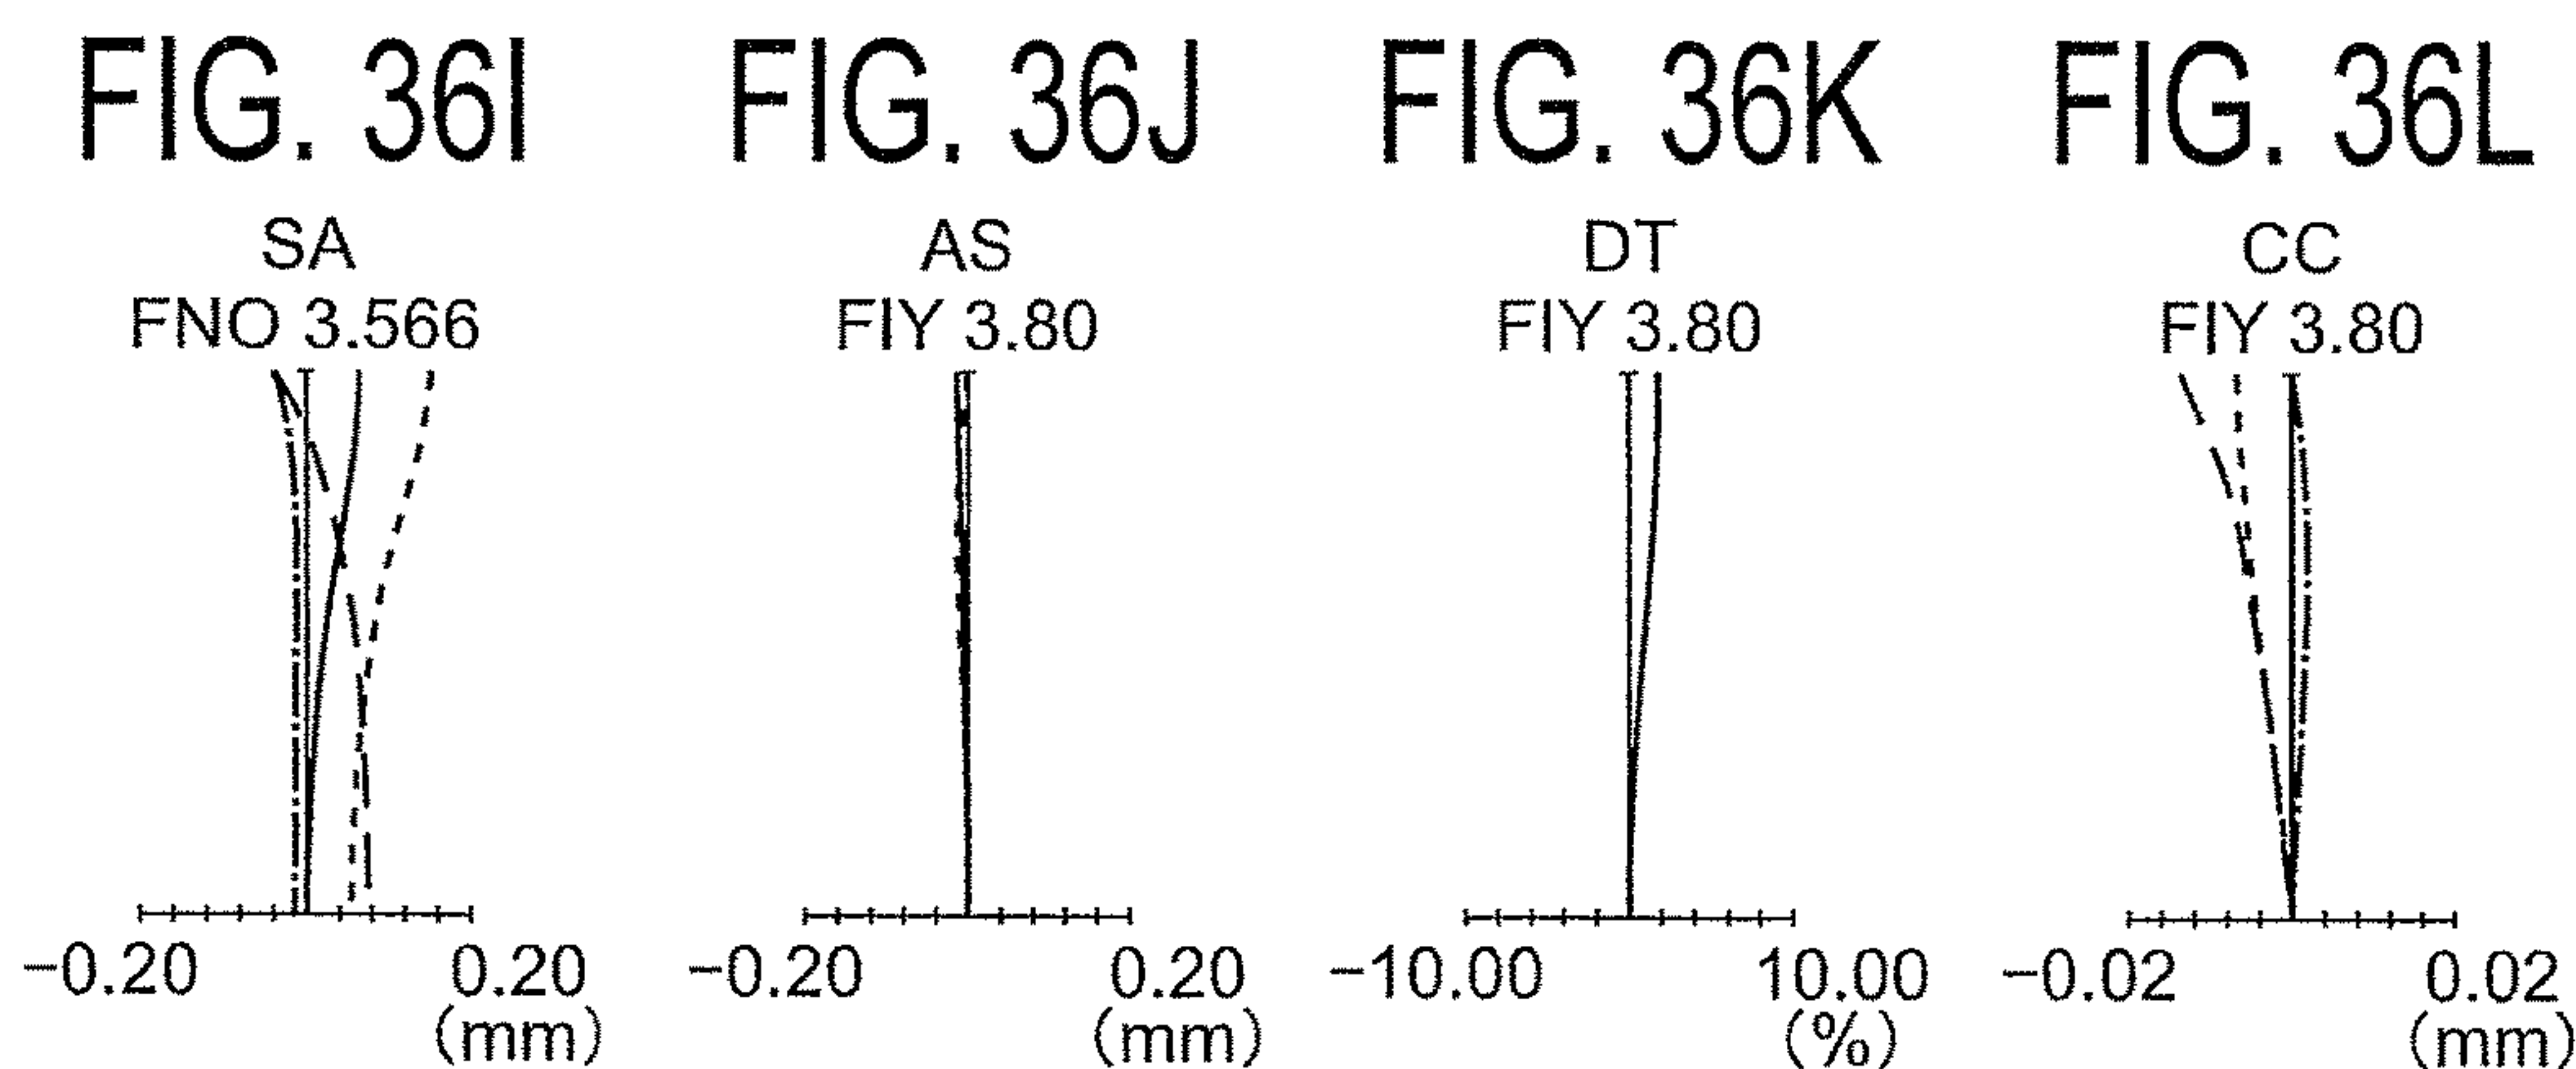 FIG. 36I FIG. 36J FIG. 36K FIG. 36L
SA AS DT CC
FNO 3.566 FIY 3.80 FIY 3.80 FIY 3.80
−0.20 0.20 −0.20 0.20 −10.00 10.00 −0.02 0.02
(mm) (mm) (%) (mm)